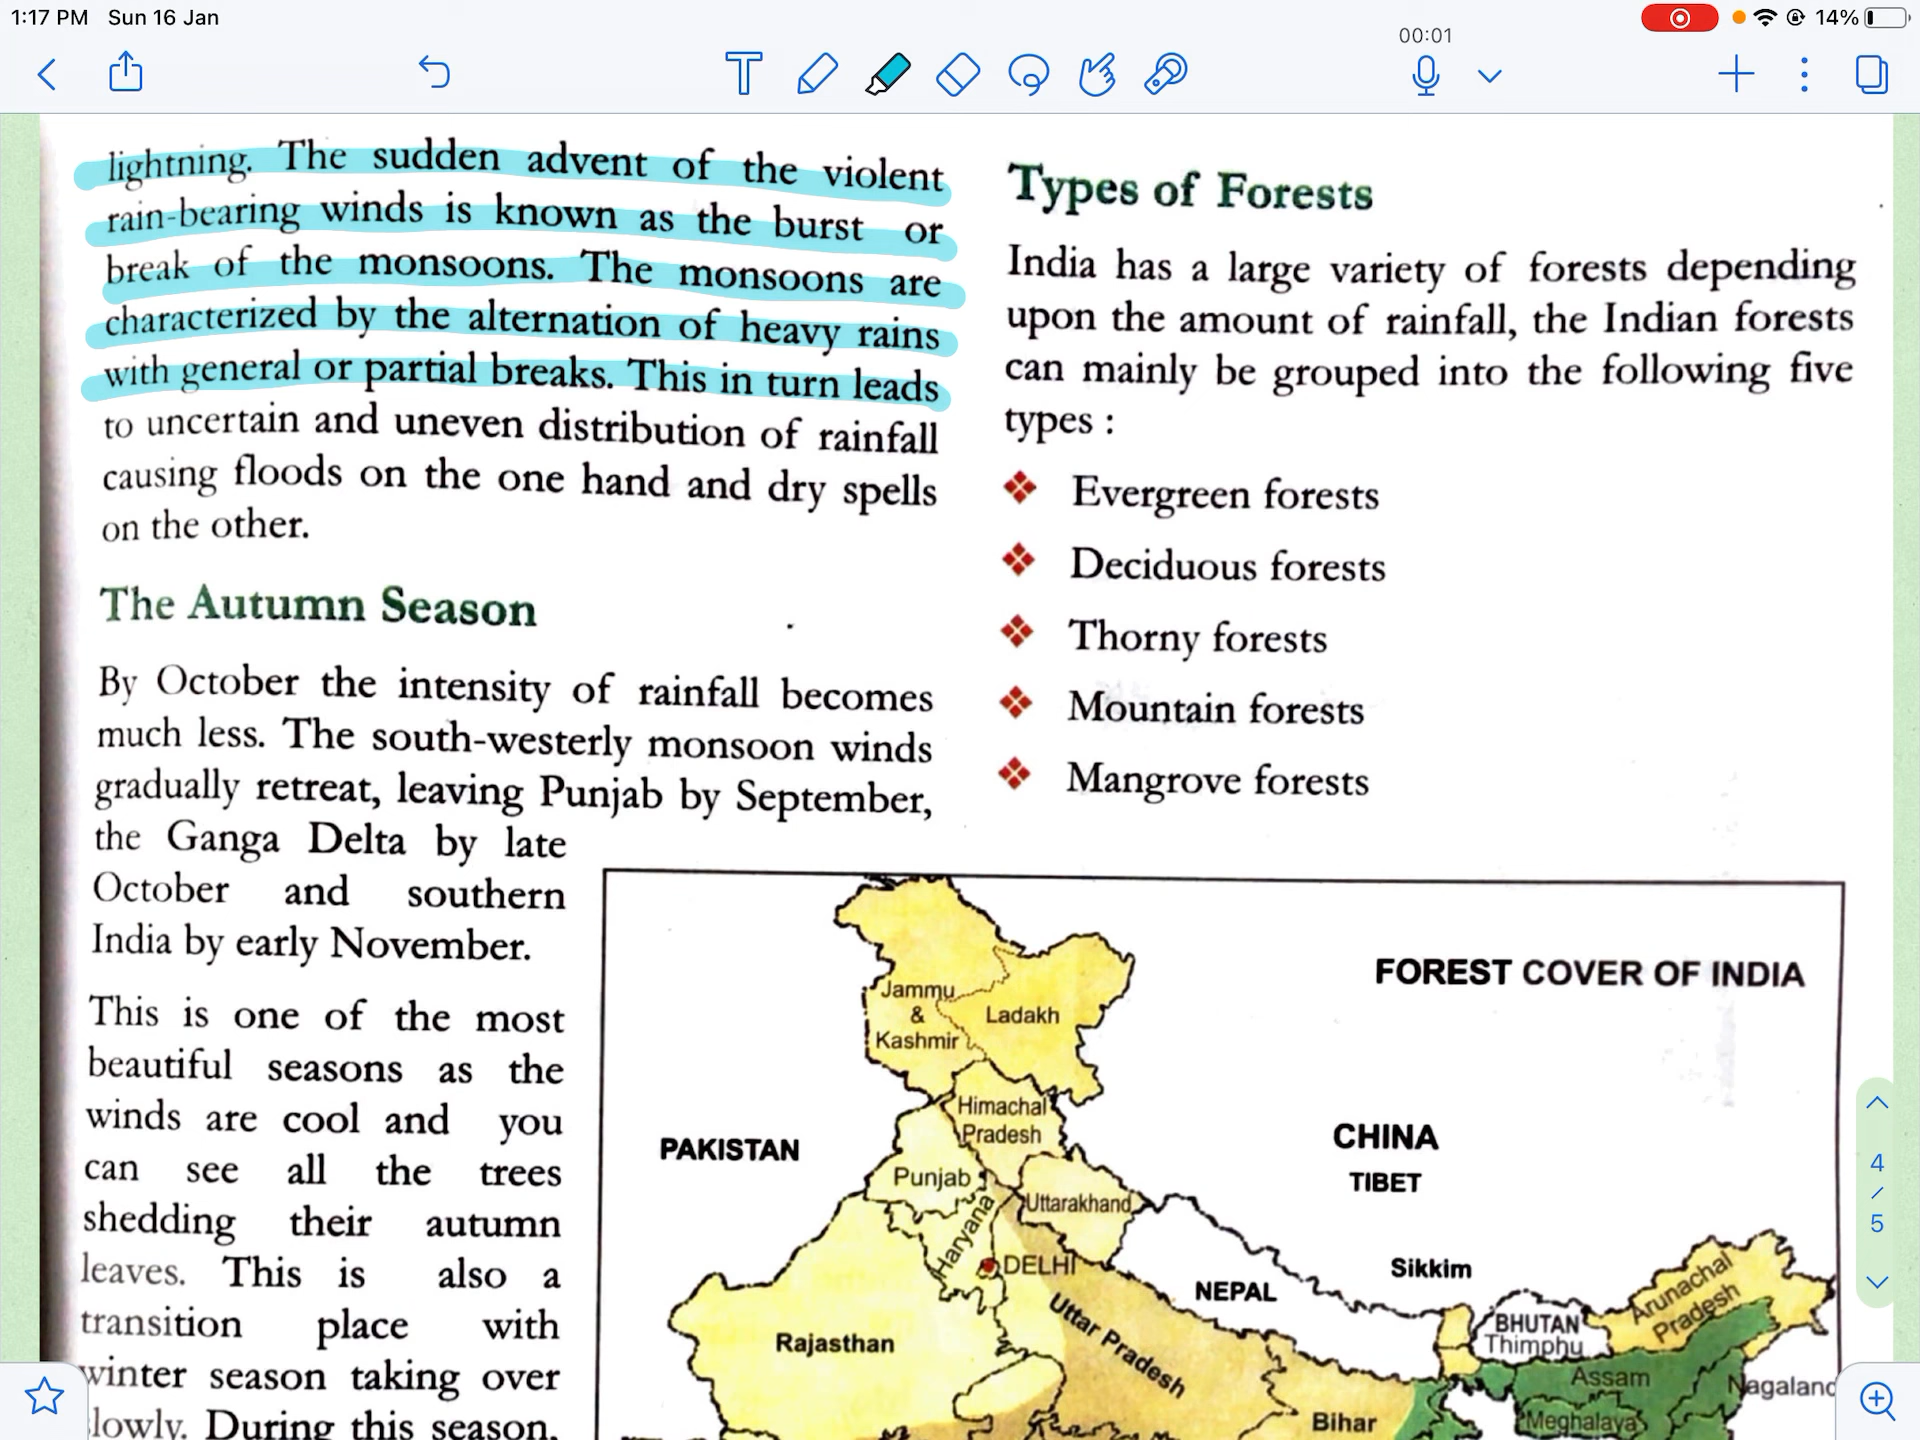 1:17 PM Sun 16 Jan
14%
00:01
lightning. The sudden advent of the violent
rain-bearing winds is known as the burst or
break of the monsoons. The monsoons are
characterized by the alternation of heavy rains
with general or partial breaks. This in turn leads
to uncertain and uneven distribution of rainfall
causing floods on the one hand and dry spells
on the other.
The Autumn Season
By October the intensity of rainfall becomes
much less. The south-westerly monsoon winds
gradually retreat, leaving Punjab by September,
the Ganga Delta by late
October and southern
India by early November.
This is one of the most
beautiful seasons as the
winds are cool and you
can see all the trees
shedding their autumn
leaves. This is also a
transition place with
winter season taking over
lowly. During this season,
Types of Forests
India has a large variety of forests depending
upon the amount of rainfall, the Indian forests
can mainly be grouped into the following five
types :
Evergreen forests
Deciduous forests
Thorny forests
Mountain forests
Mangrove forests
FOREST COVER OF INDIA
Jammu
&
Kashmir
Ladakh
Himachal
Pradesh
PAKISTAN
CHINA
TIBET
Punjab
Uttarakhand
Haryana
DELHI
NEPAL
Sikkim
Arunachal
Pradesh
BHUTAN
Thimphu
Rajasthan
Uttar Pradesh
Assam
Nagaland
Meghalaya
Bihar
4
/
5